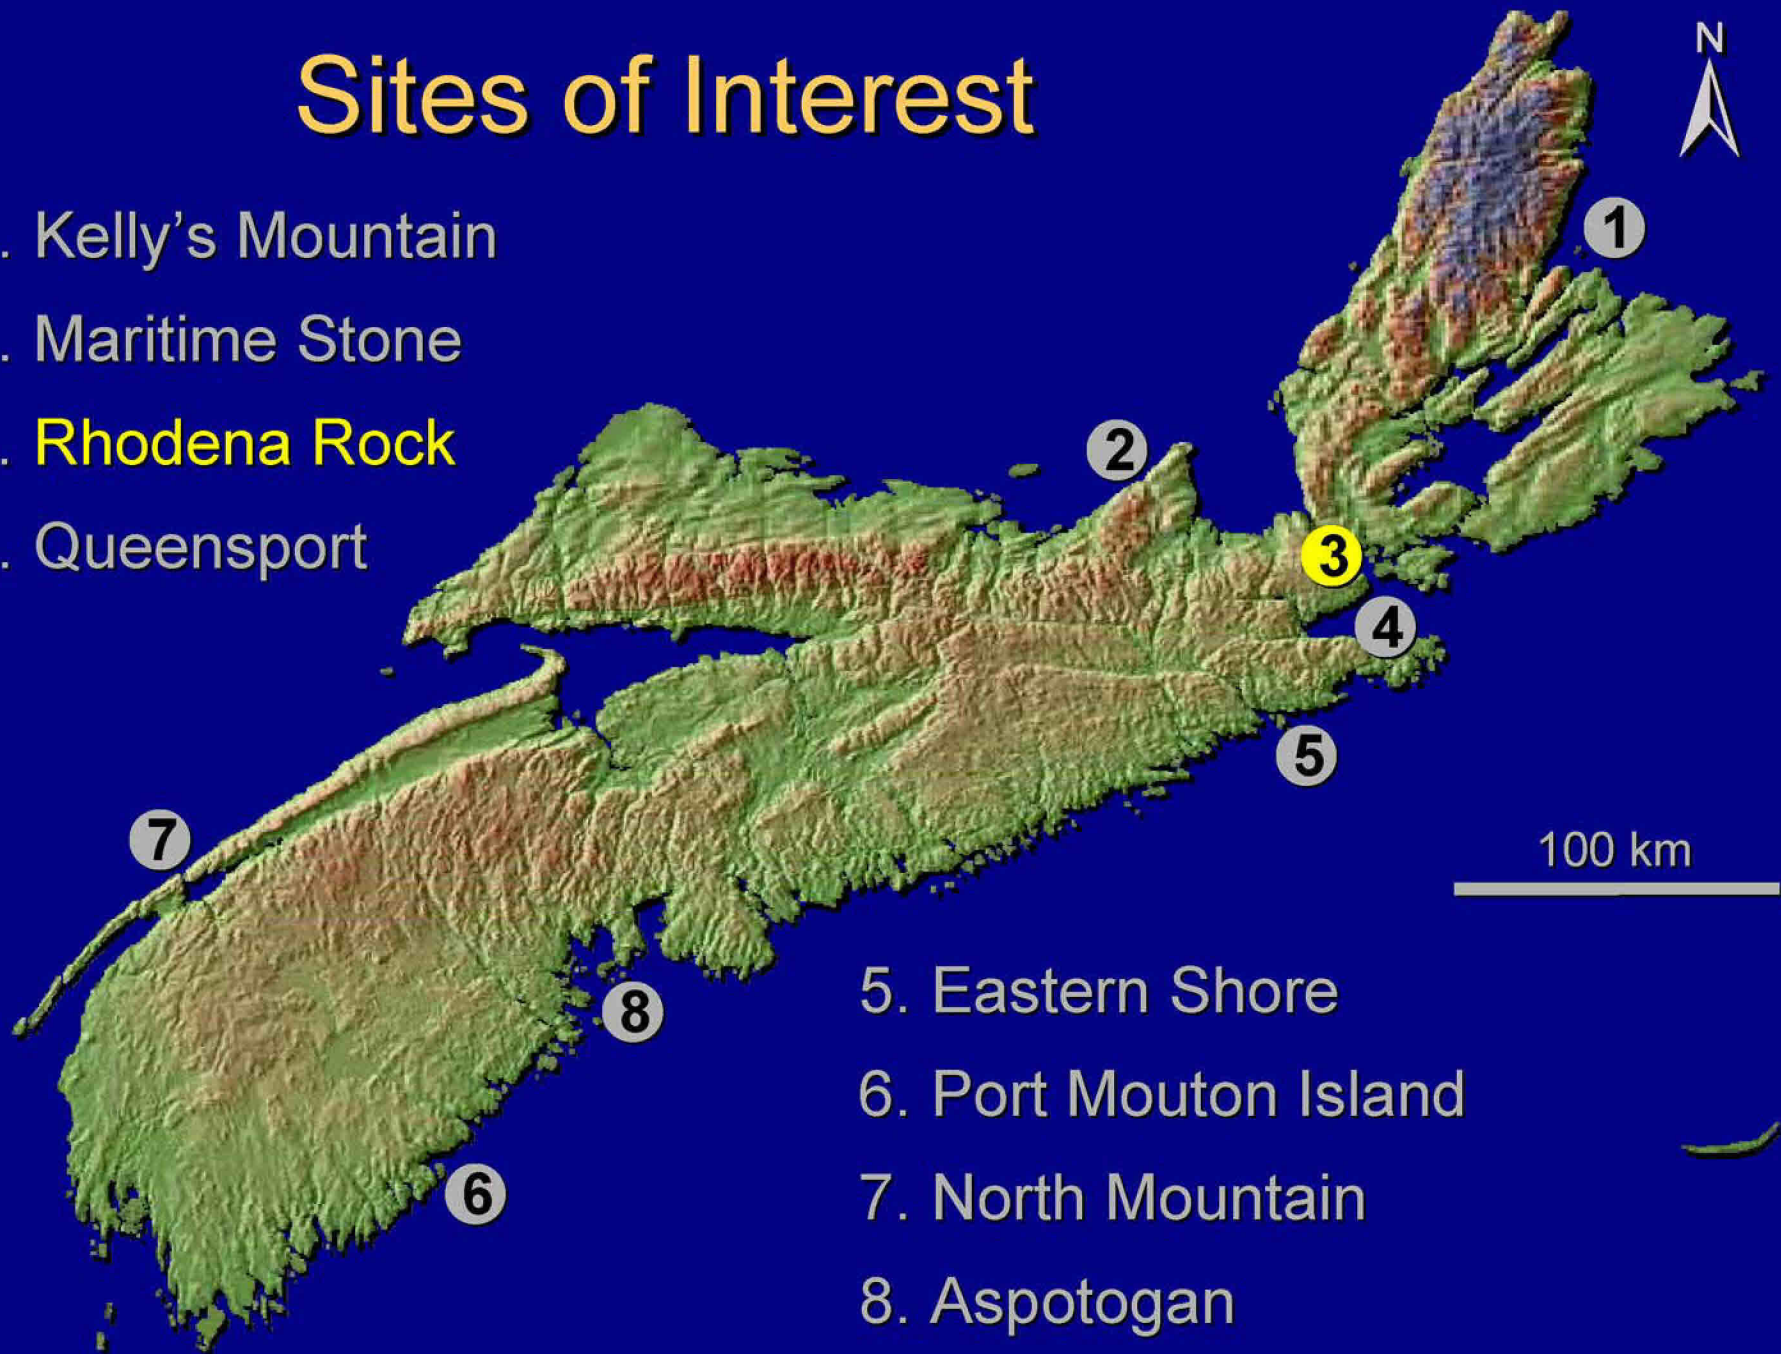 Sites of Interest
N
. Kelly's Mountain
. Maritime Stone
. Rhodena Rock
. Queensport
1
2
3
4
5
7
100 km
8
6
5. Eastern Shore
6. Port Mouton Island
7. North Mountain
8. Aspotogan